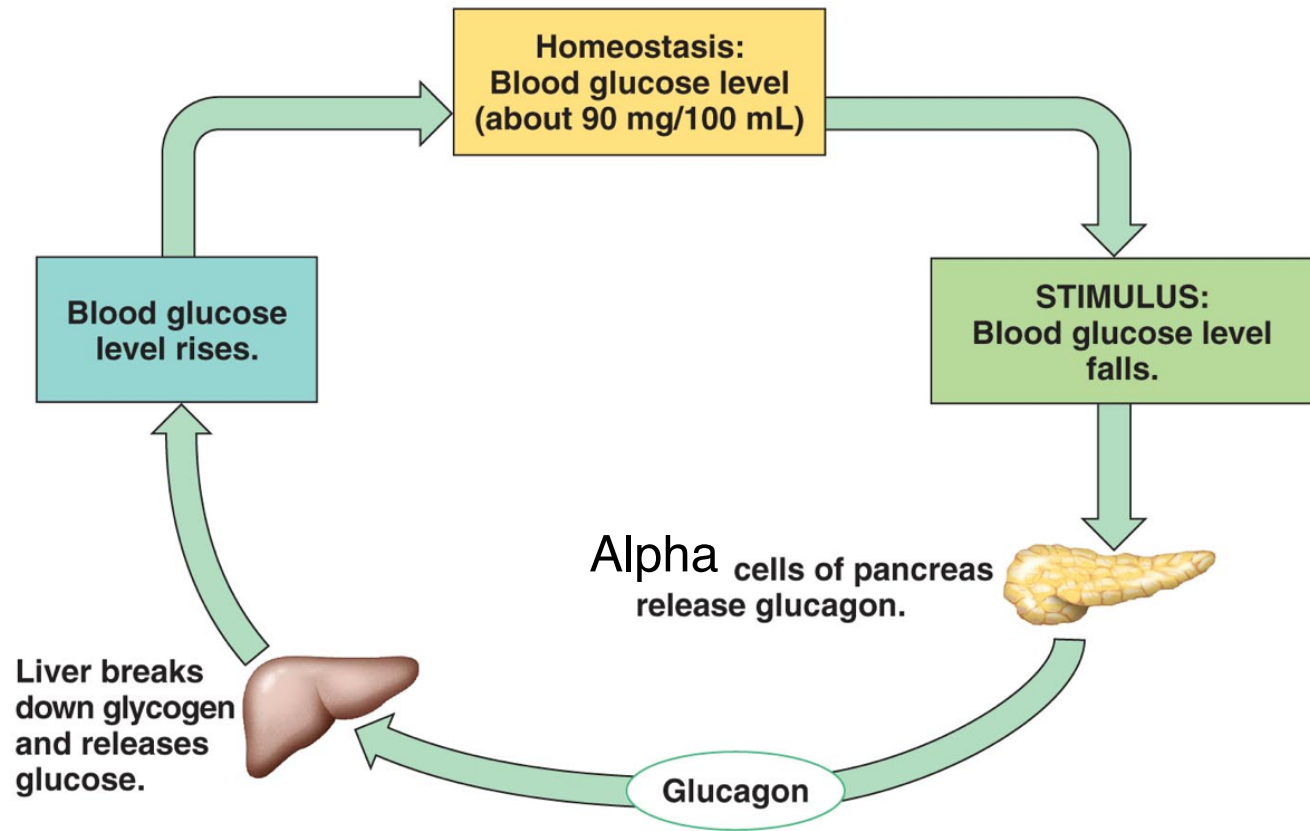 Homeostasis:
Blood glucose level
(about 90 mg/100 mL)
STIMULUS:
Blood glucose level
falls.
Alpha cells of pancreas
release glucagon.
Glucagon
Liver breaks
down glycogen
and releases
glucose.
Blood glucose
level rises.